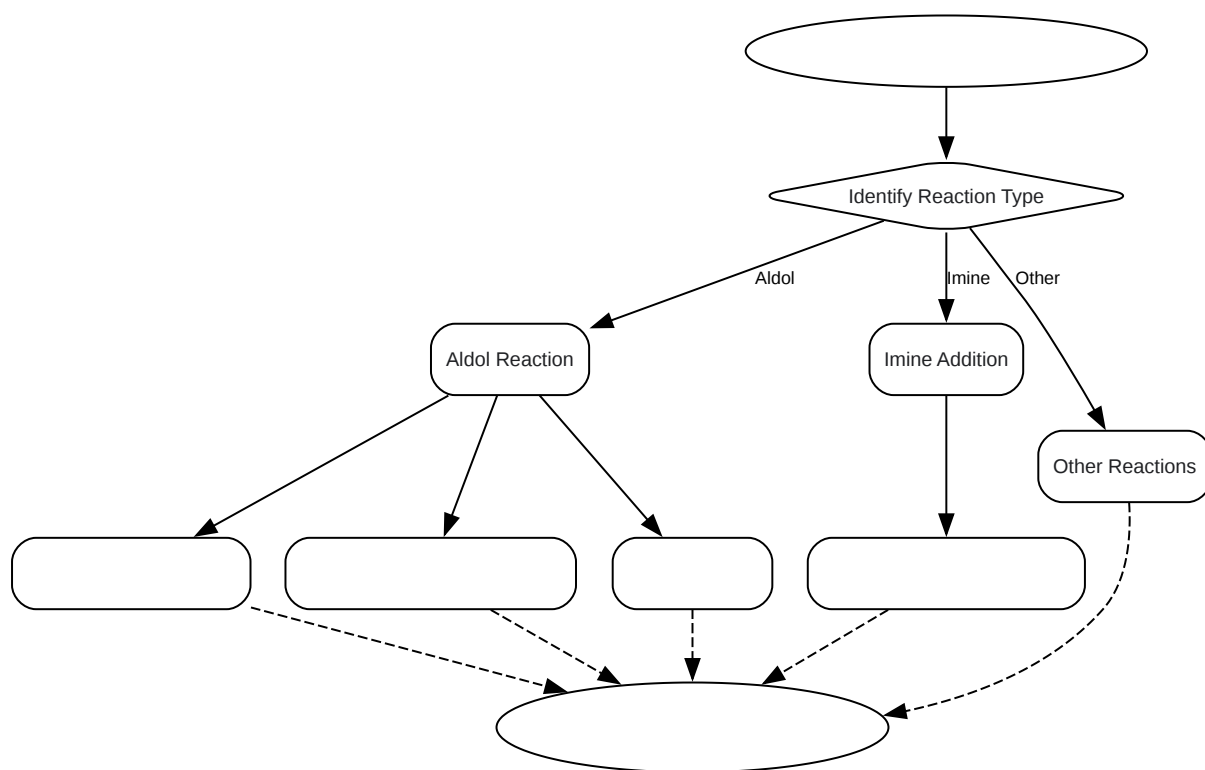 Identify Reaction Type
Aldol
Imine
Other
Aldol Reaction
Imine Addition
Other Reactions